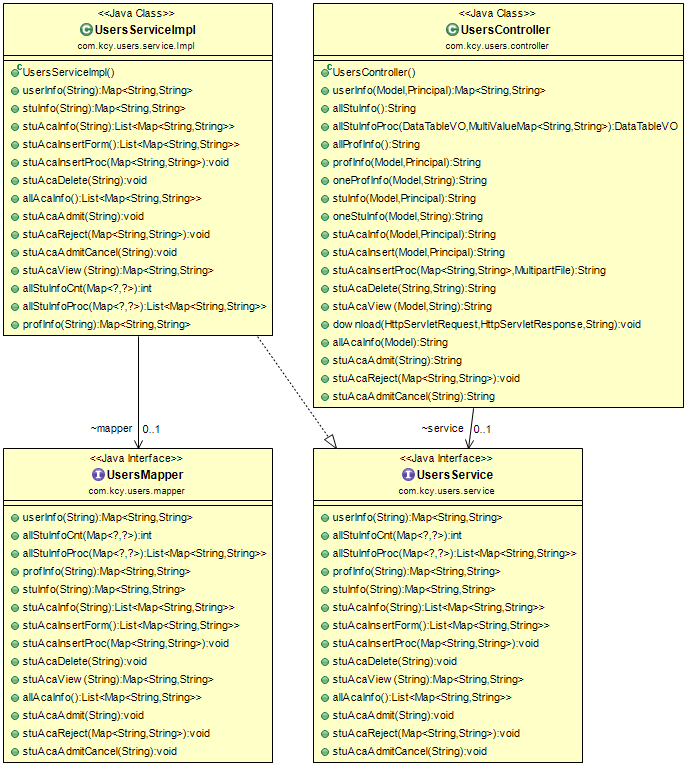 <<Java Class>>
UsersServiceImpl
com.kcy.users.service.Impl
UsersServiceImpl()
userInfo(String):Map<String,String>
stuInfo(String):Map<String,String>
stuAcaInfo(String):List<Map<String,String>>
stuAcaInsertForm():List<Map<String,String>>
stuAcaInsertProc(Map<String,String>):void
stuAcaDelete(String):void
allAcaInfo():List<Map<String,String>>
stuAcaAdmit(String):void
stuAcaReject(Map<String,String>):void
stuAcaAdmitCancel(String):void
stuAcaView(String):Map<String,String>
allStuInfoCnt(Map<?,?>):int
allStuInfoProc(Map<?,?>):List<Map<String,String>>
profInfo(String):Map<String,String>
<<Java Class>>
UsersController
com.kcy.users.controller
UsersController()
userInfo(Model,Principal):Map<String,String>
allStuInfo():String
allStuInfoProc(DataTableVO,MultiValueMap<String,String>):DataTableVO
allProfInfo():String
profInfo(Model,Principal):String
oneProfInfo(Model,String):String
stuInfo(Model,Principal):String
oneStuInfo(Model,String):String
stuAcaInfo(Model,Principal):String
stuAcaInsert(Model,Principal):String
stuAcaInsertProc(Map<String,String>,MultipartFile):String
stuAcaDelete(String,String):String
stuAcaView(Model,String):String
download(HttpServletRequest,HttpServletResponse,String):void
allAcaInfo(Model):String
stuAcaAdmit(String):String
stuAcaReject(Map<String,String>):void
stuAcaAdmitCancel(String):String
~mapper 0..1
~service 0..1
<<Java Interface>>
UsersMapper
com.kcy.users.mapper
userInfo(String):Map<String,String>
allStuInfoCnt(Map<?,?>):int
allStuInfoProc(Map<?,?>):List<Map<String,String>>
profInfo(String):Map<String,String>
stuInfo(String):Map<String,String>
stuAcaInfo(String):List<Map<String,String>>
stuAcaInsertForm():List<Map<String,String>>
stuAcaInsertProc(Map<String,String>):void
stuAcaDelete(String):void
stuAcaView(String):Map<String,String>
allAcaInfo():List<Map<String,String>>
stuAcaAdmit(String):void
stuAcaReject(Map<String,String>):void
stuAcaAdmitCancel(String):void
<<Java Interface>>
UsersService
com.kcy.users.service
userInfo(String):Map<String,String>
allStuInfoCnt(Map<?,?>):int
allStuInfoProc(Map<?,?>):List<Map<String,String>>
profInfo(String):Map<String,String>
stuInfo(String):Map<String,String>
stuAcaInfo(String):List<Map<String,String>>
stuAcaInsertForm():List<Map<String,String>>
stuAcaInsertProc(Map<String,String>):void
stuAcaDelete(String):void
stuAcaView(String):Map<String,String>
allAcaInfo():List<Map<String,String>>
stuAcaAdmit(String):void
stuAcaReject(Map<String,String>):void
stuAcaAdmitCancel(String):void